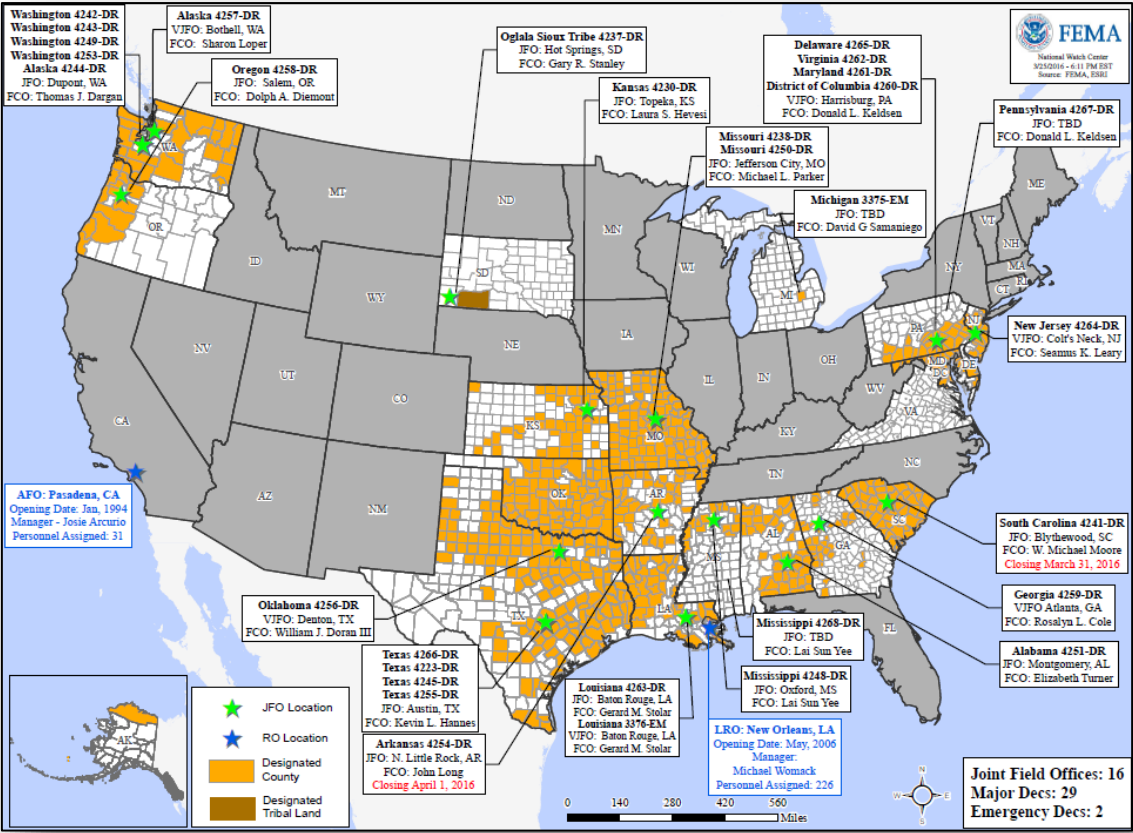 Washington 4242-DR
Washington 4243-DR
Washington 4249-DR
Washington 4253-DR
Alaska 4244-DR
JFO: Dupont, WA
FCO: Thomas J. Dargan
Alaska 4257-DR
VJFO: Bothell, WA
FCO: Sharon Loper
Oregon 4258-DR
JFO: Salem, OR
FCO: Dolph A. Diemont
Oglala Sioux Tribe 4237-DR
JFO: Hot Springs, SD
FCO: Gary R. Stanley
Kansas 4230-DR
JFO: Topeka, KS
FCO: Laura S. Hevesi
Delaware 4265-DR
Virginia 4262-DR
Maryland 4261-DR
District of Columbia 4260-DR
VJFO: Harrisburg, PA
FCO: Donald L. Keldsen
FEMA
National Watch Center
3/25/2016 - 6:11 PM EST
Source: FEMA, ESRI
Pennsylvania 4267-DR
JFO: TBD
FCO: Donald L. Keldsen
Missouri 4238-DR
Missouri 4250-DR
JFO: Jefferson City, MO
FCO: Michael L. Parker
Michigan 3375-EM
JFO: TBD
FCO: David G Samaniego
WA
MT
ND
MN
ME
VT
NH
OR
ID
SD
WI
NY
MA
CT
RI
WY
MI
IA
PA
NJ
New Jersey 4264-DR
VJFO: Colt's Neck, NJ
FCO: Seamus K. Leary
NV
UT
NE
IL
IN
OH
MD
DC
DE
WV
VA
CA
CO
KS
MO
KY
AFO: Pasadena, CA
Opening Date: Jan, 1994
Manager - Josie Arcurio
Personnel Assigned: 31
AZ
NM
OK
AR
TN
NC
SC
South Carolina 4241-DR
JFO: Blythewood, SC
FCO: W. Michael Moore
Closing March 31, 2016
MS
AL
GA
Georgia 4259-DR
VJFO Atlanta, GA
FCO: Rosalyn L. Cole
Oklahoma 4256-DR
VJFO: Denton, TX
FCO: William J. Doran III
TX
LA
FL
Mississippi 4268-DR
JFO: TBD
FCO: Lai Sun Yee
Alabama 4251-DR
JFO: Montgomery, AL
FCO: Elizabeth Turner
Texas 4266-DR
Texas 4223-DR
Texas 4245-DR
Texas 4255-DR
JFO: Austin, TX
FCO: Kevin L. Hannes
Mississippi 4248-DR
JFO: Oxford, MS
FCO: Lai Sun Yee
Louisiana 4263-DR
JFO: Baton Rouge, LA
FCO: Gerard M. Stolar
Louisiana 3376-EM
VJFO: Baton Rouge, LA
FCO: Gerard M. Stolar
Arkansas 4254-DR
JFO: N. Little Rock, AR
FCO: John Long
Closing April 1, 2016
LRO: New Orleans, LA
Opening Date: May, 2006
Manager:
Michael Womack
Personnel Assigned: 226
AK
JFO Location
RO Location
Designated
County
Designated
Tribal Land
0 140 280 420 560
Miles
N
W
E
S
Joint Field Offices: 16
Major Decs: 29
Emergency Decs: 2